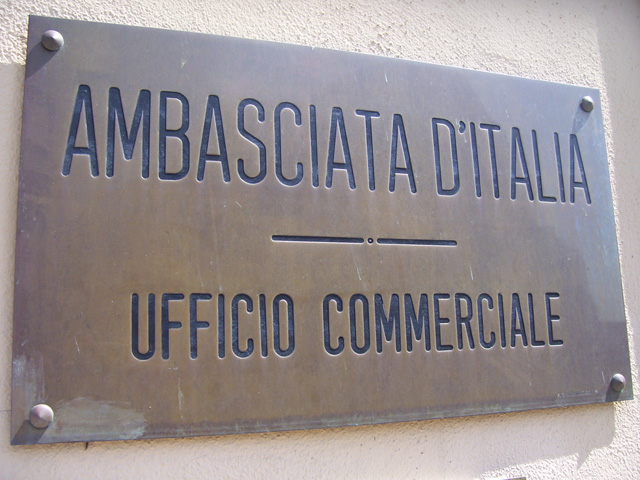 AMBASCIATA D'ITALIA
UFFICIO COMMERCIALE